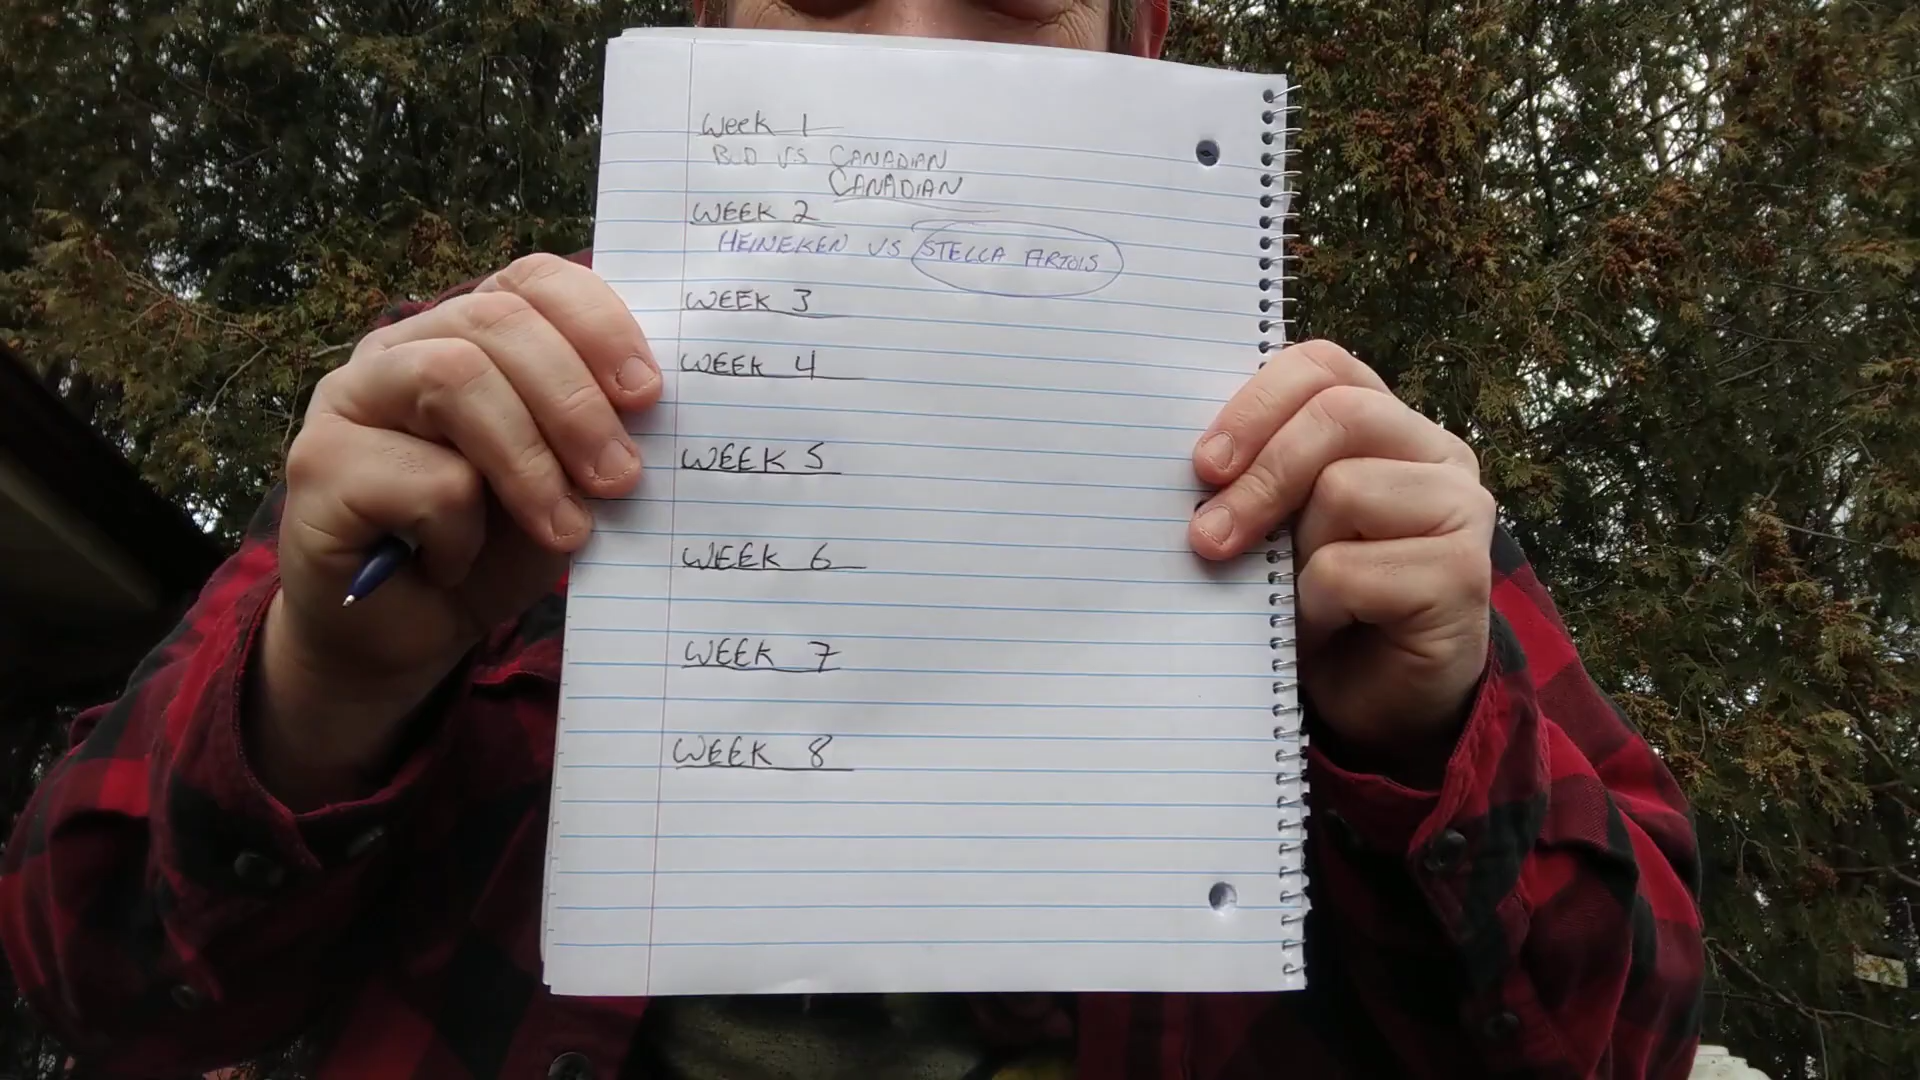 Week 1
BUD VS CANADIAN
CANADIAN
WEEK 2
HEINEKEN VS STELLA ARTOIS
WEEK 3
WEEK 4
WEEK 5
WEEK 6
WEEK 7
WEEK 8